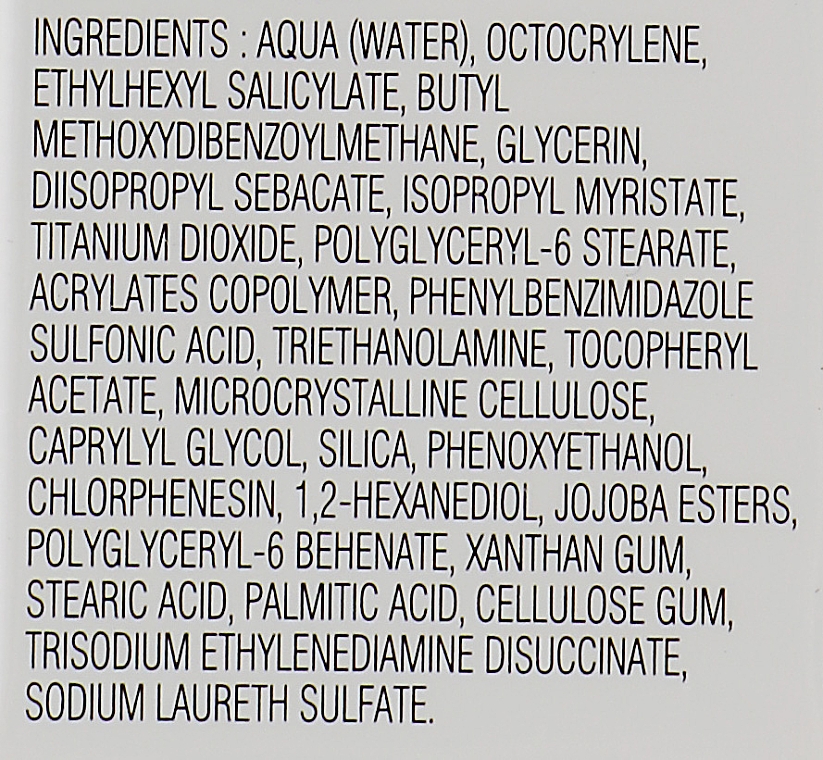 INGREDIENTS : AQUA (WATER), OCTOCRYLENE,
ETHYLHEXYL SALICYLATE, BUTYL
METHOXYDIBENZOYLMETHANE, GLYCERIN,
DIISOPROPYL SEBACATE, ISOPROPYL MYRISTATE,
TITANIUM DIOXIDE, POLYGLYCERYL-6 STEARATE,
ACRYLATES COPOLYMER, PHENYLBENZIMIDAZOLE
SULFONIC ACID, TRIETHANOLAMINE, TOCOPHERYL
ACETATE, MICROCRYSTALLINE CELLULOSE,
CAPRYLYL GLYCOL, SILICA, PHENOXYETHANOL,
CHLORPHENESIN, 1,2-HEXANEDIOL, JOJOBA ESTERS,
POLYGLYCERYL-6 BEHENATE, XANTHAN GUM,
STEARIC ACID, PALMITIC ACID, CELLULOSE GUM,
TRISODIUM ETHYLENEDIAMINE DISUCCINATE,
SODIUM LAURETH SULFATE.